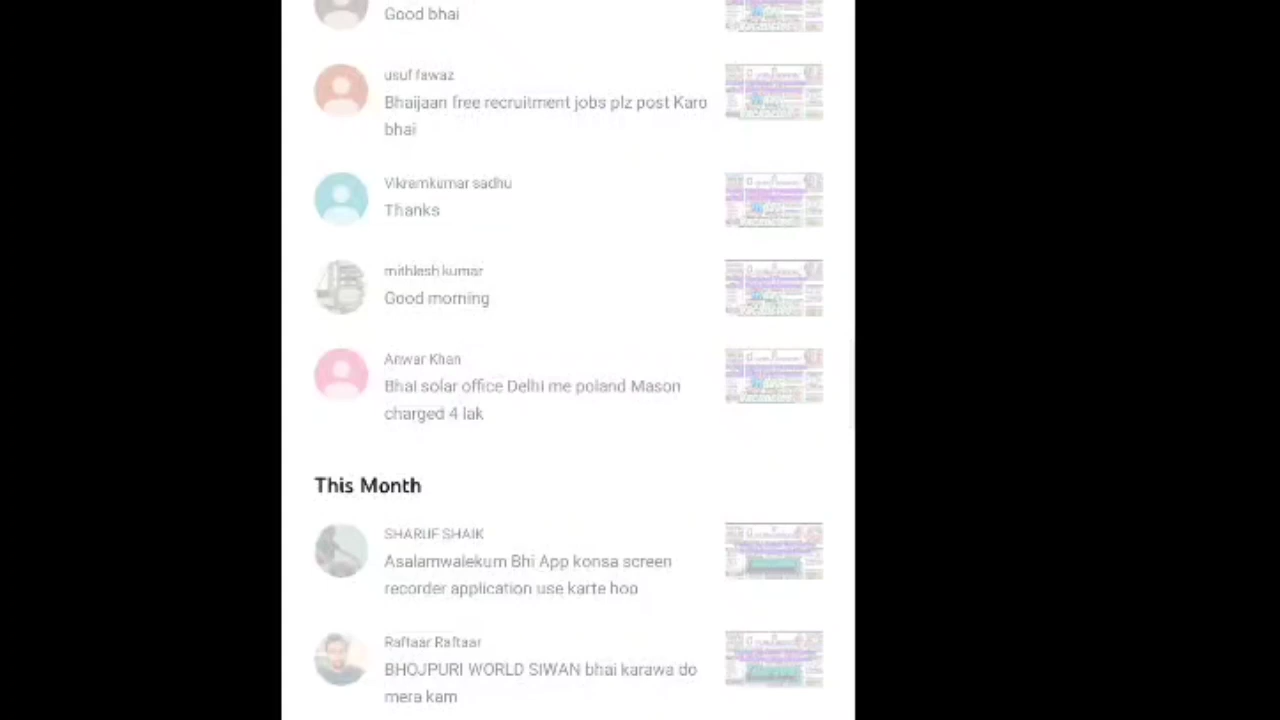 Good bhai
usuf fawaz
Bhaijaan free recruitment jobs plz post Karo
bhai
Vikremkumar sadhu
Thanks
mithlesh kumar
Good morning
Anwar Khan
Bhai solar office Delhi me poland Mason
charged 4 lak
This Month
SHARUF SHAIK
Asalamwalekum Bhi App konsa screen
recorder application use karte hoo
Raftaar Raftaar
BHOJPURI WORLD SIWAN bhai karawa do
mera kam